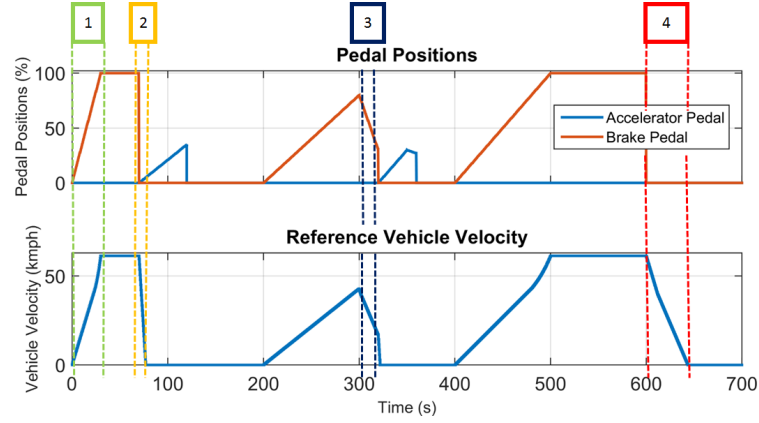 1 2 3 4
Pedal Positions
Pedal Positions (%)
100
50
0
Accelerator Pedal
Brake Pedal
Reference Vehicle Velocity
Vehicle Velocity (kmph)
50
0
0 100 200 300 400 500 600 700
Time (s)